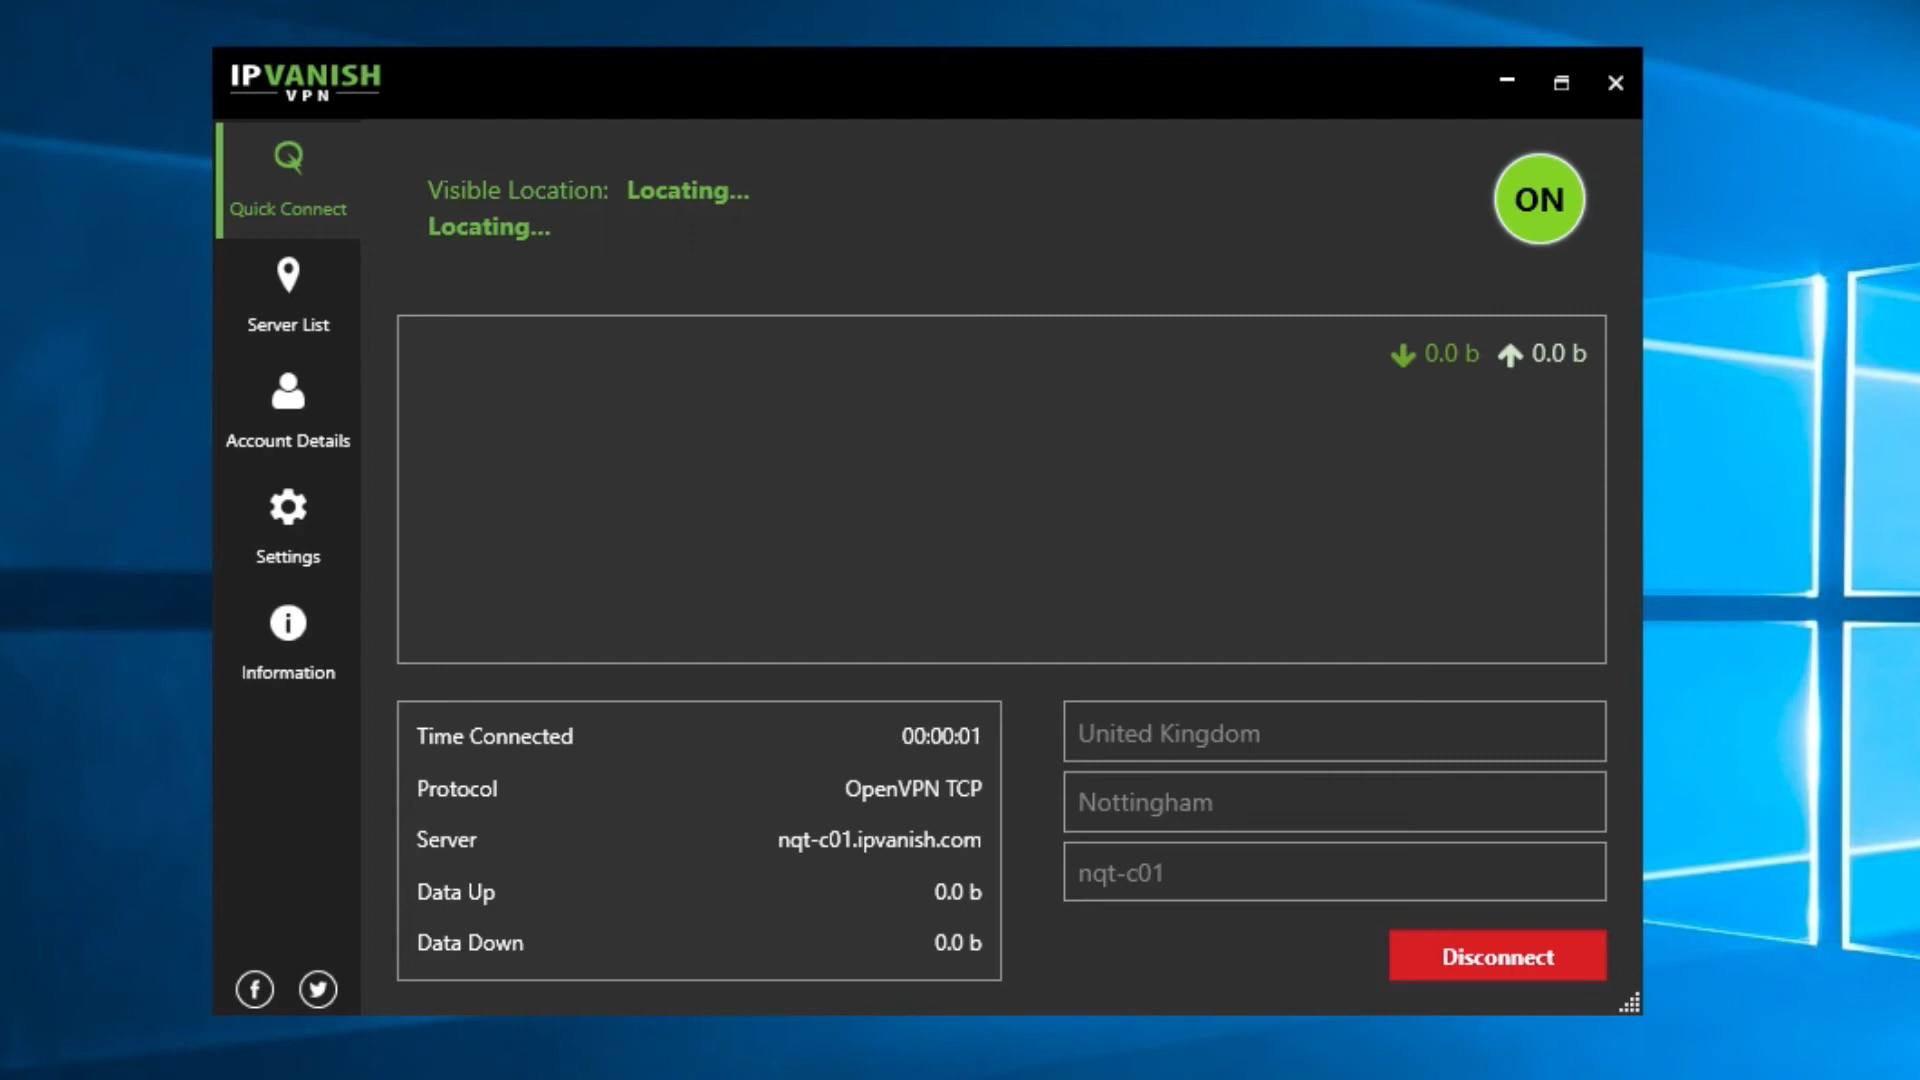 IPVANISH
VPN
Quick Connect
Server List
Account Details
Settings
Information
Visible Location: Locating...
Locating...
ON
0.0 b 0.0 b
Time Connected 00:00:01
Protocol OpenVPN TCP
Server nqt-c01.ipvanish.com
Data Up 0.0 b
Data Down 0.0 b
United Kingdom
Nottingham
nqt-c01
Disconnect